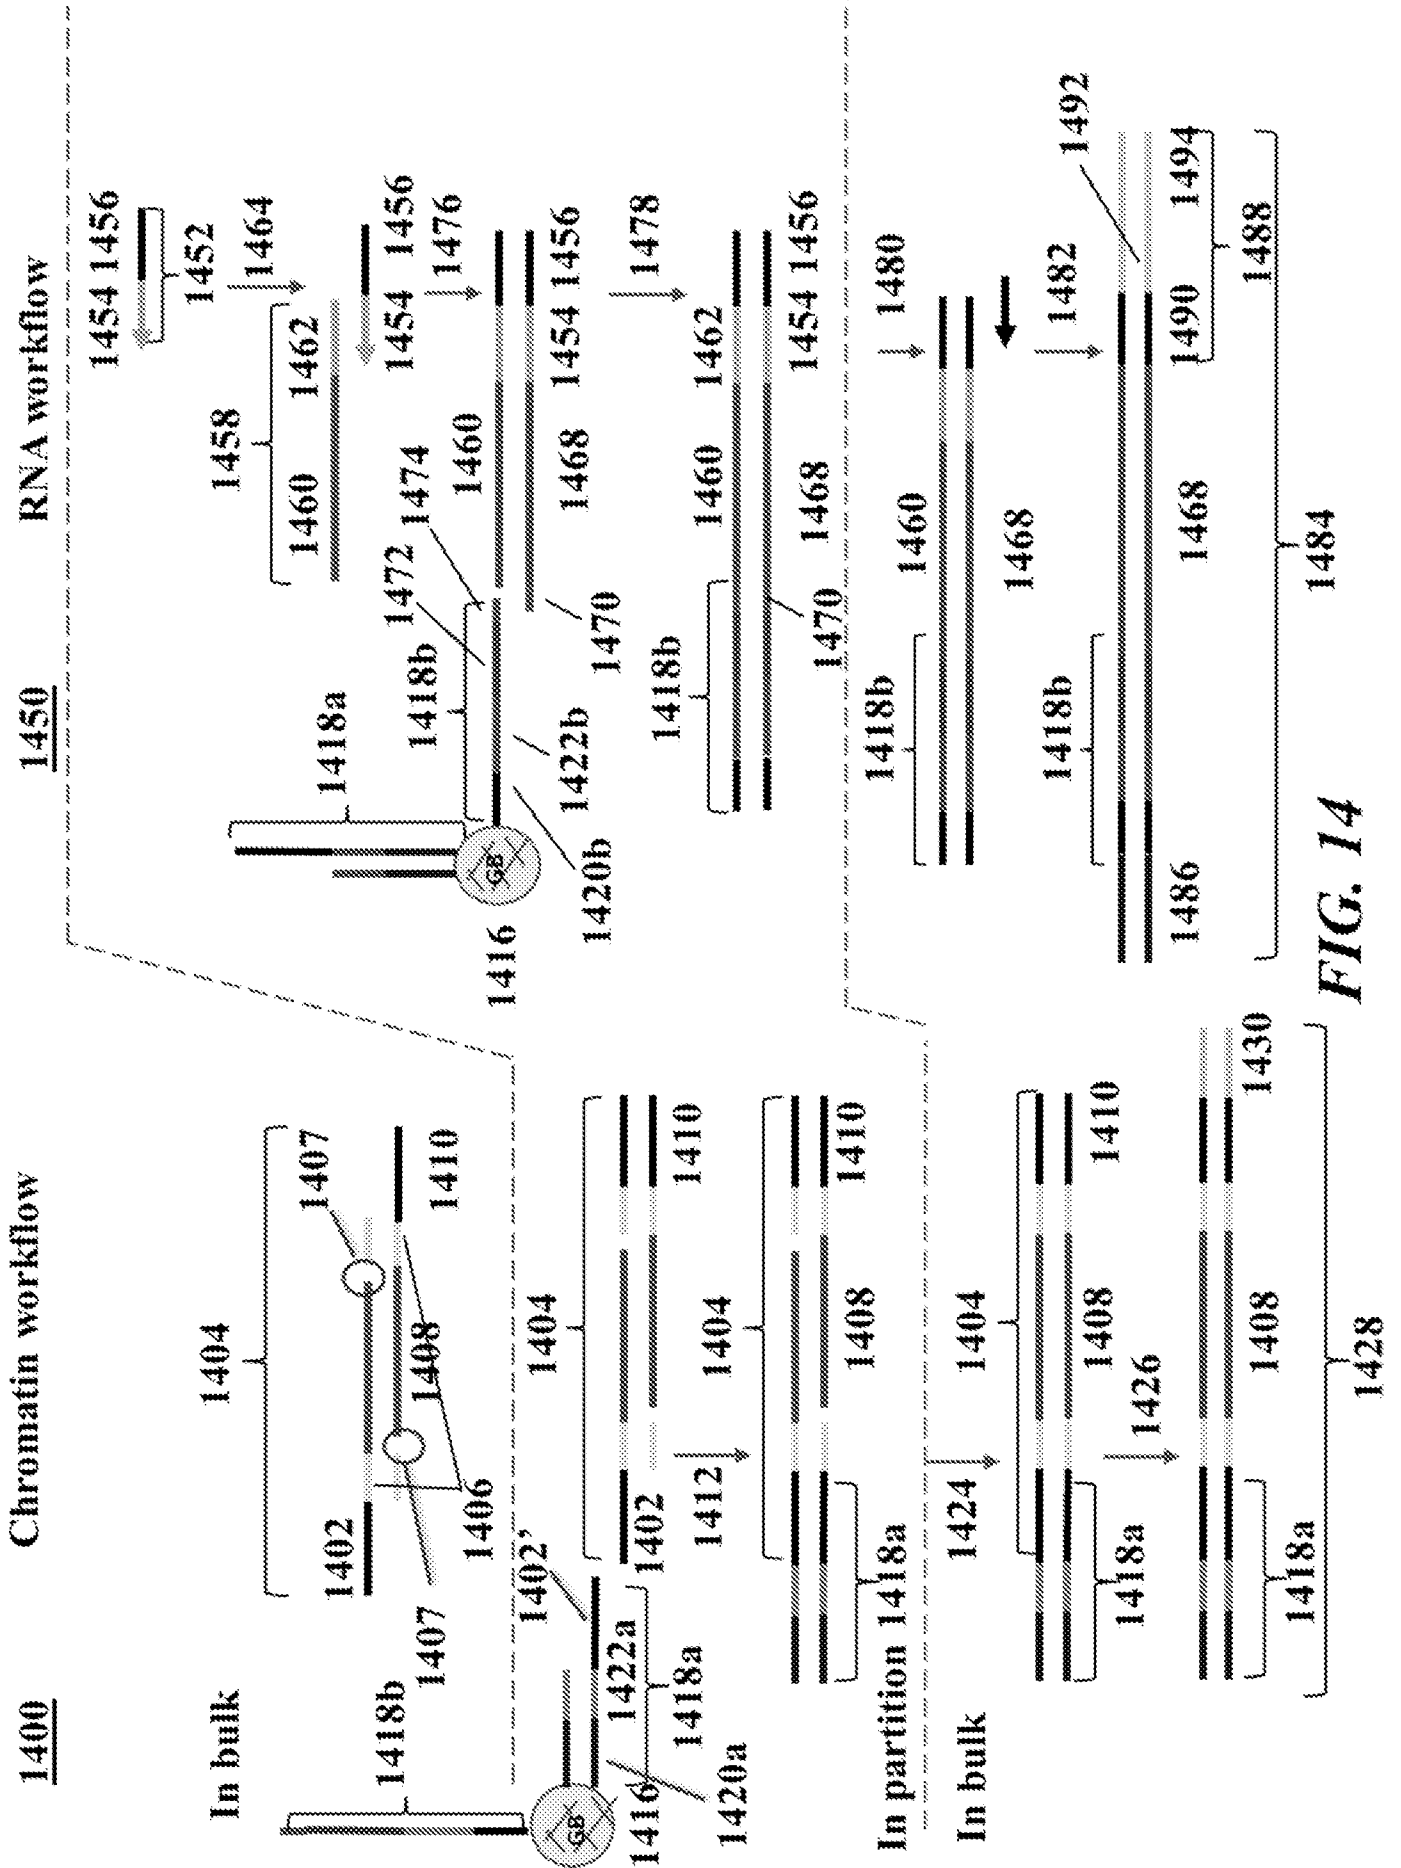 1400
Chromatin workflow
In bulk
1404
1402
1407
1408
1410
1407
1406
1418b
GB
1416
1402’
1422a
1418a
1420a
1404
1402
1410
1412
1404
1408
1410
1418a
In partition
In bulk
1424
1404
1408
1410
1418a
1426
1418a
1408
1430
1428
1450
RNA workflow
1454 1456
1452
1464
1458
1460 1462
1454 1456
1476
1418a
GB
1416
1418b
1472
1474
1460
1420b
1422b
1470
1468
1454 1456
1478
1418b
1460
1462
1470
1468
1454 1456
1480
1418b
1460
1468
1482
1418b
1492
1486
1468
1490
1494
1488
1484
FIG. 14